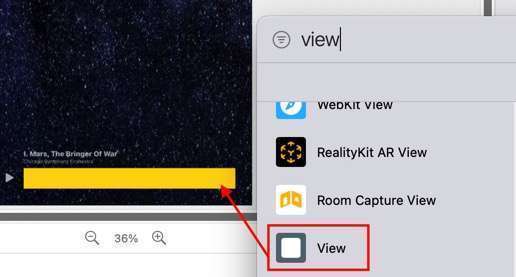 view
WebKit View
RealityKit AR View
I. Mars, The Bringer Of War
Chicago Symphony Orchestra
Room Capture View
View
36%